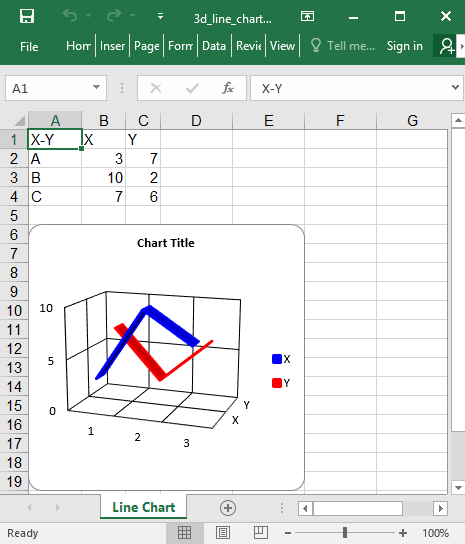 3d_line_chart...
File Hom Inser Page Form Data Revie View Tell me... Sign in
A1 X-Y
A B C D E F G
1 X-Y X Y
2 A 3 7
3 B 10 2
4 C 7 6
5
6
7
8
9
10
11
12
13
14
15
16
17
18
19
Chart Title
10
5
0
1
2
3
X
Y
X
Y
Line Chart
Ready 100%